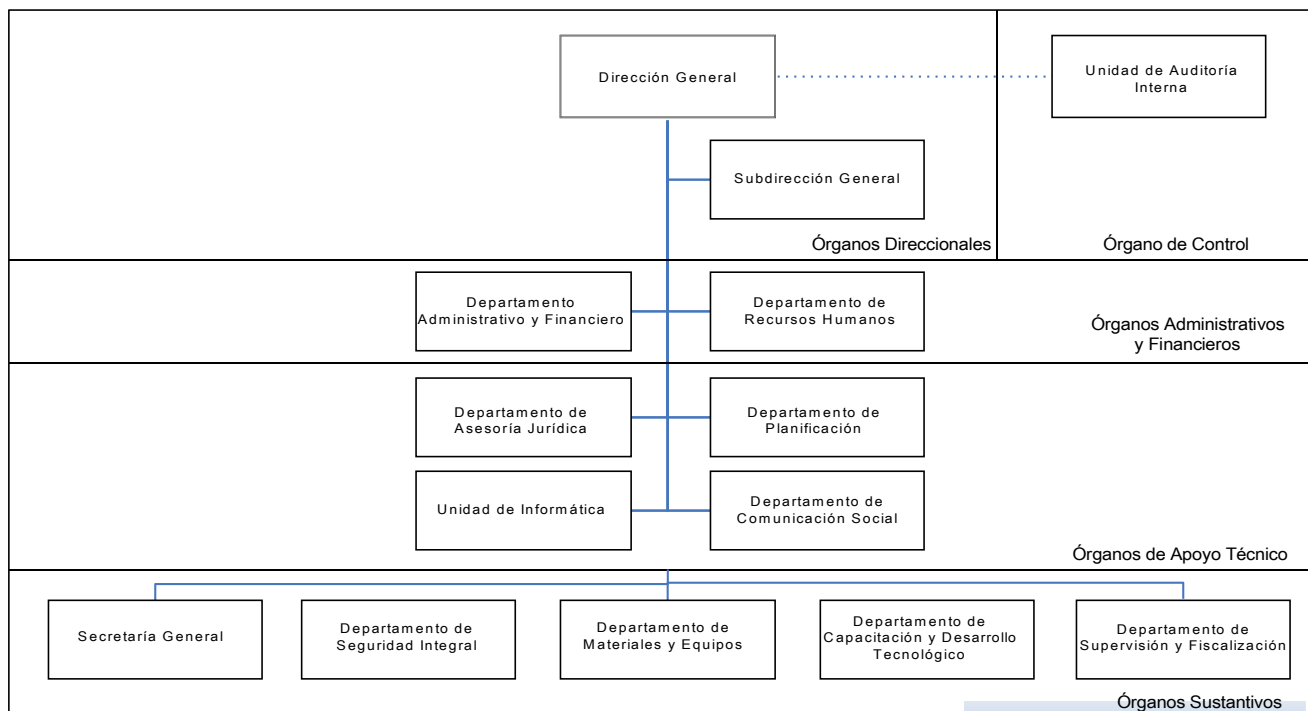 Dirección General
Unidad de Auditoría
Interna
Subdirección General
Órganos Direccionales
Órgano de Control
Departamento
Administrativo y Financiero
Departamento de
Recursos Humanos
Órganos Administrativos
y Financieros
Departamento de
Asesoría Jurídica
Departamento de
Planificación
Unidad de Informática
Departamento de
Comunicación Social
Órganos de Apoyo Técnico
Secretaría General
Departamento de
Seguridad Integral
Departamento de
Materiales y Equipos
Departamento de
Capacitación y Desarrollo
Tecnológico
Departamento de
Supervisión y Fiscalización
Órganos Sustantivos